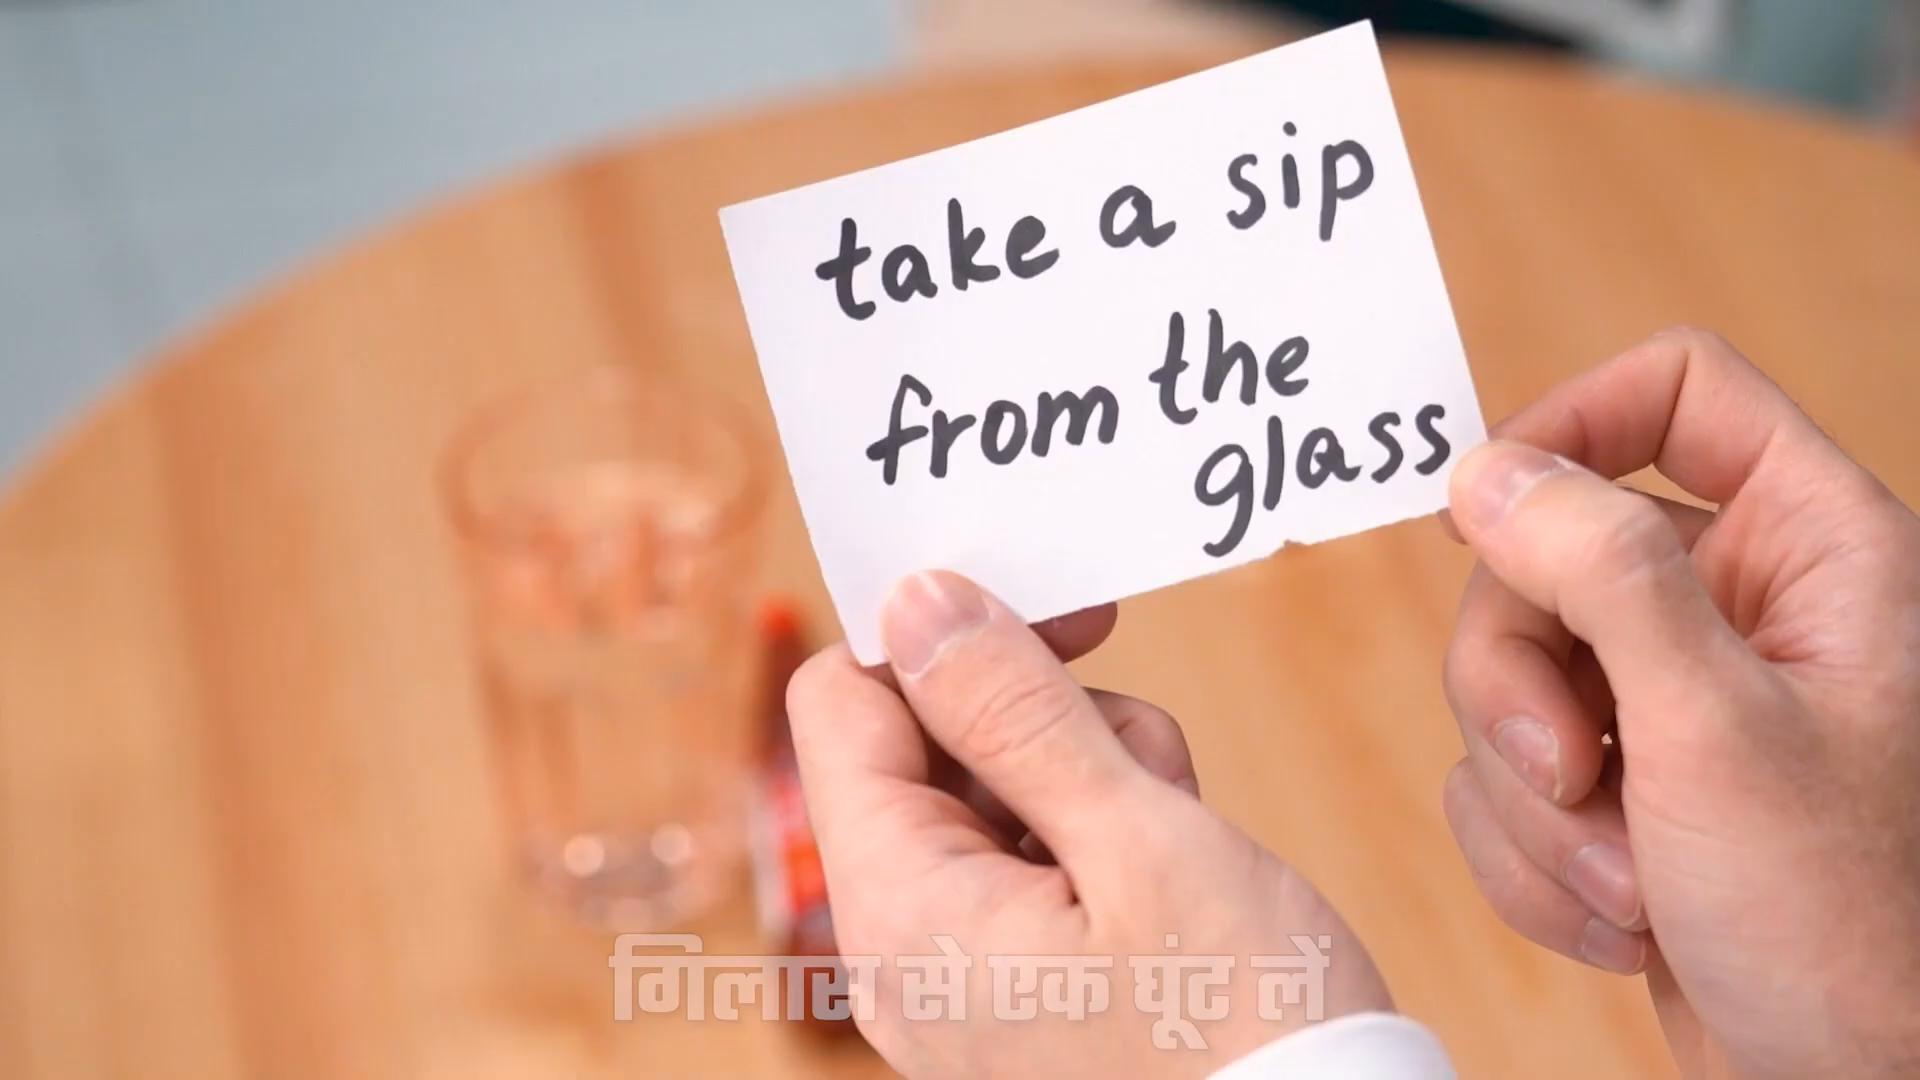 take a sip
from the
glass
गिलास से एक घूंट लें